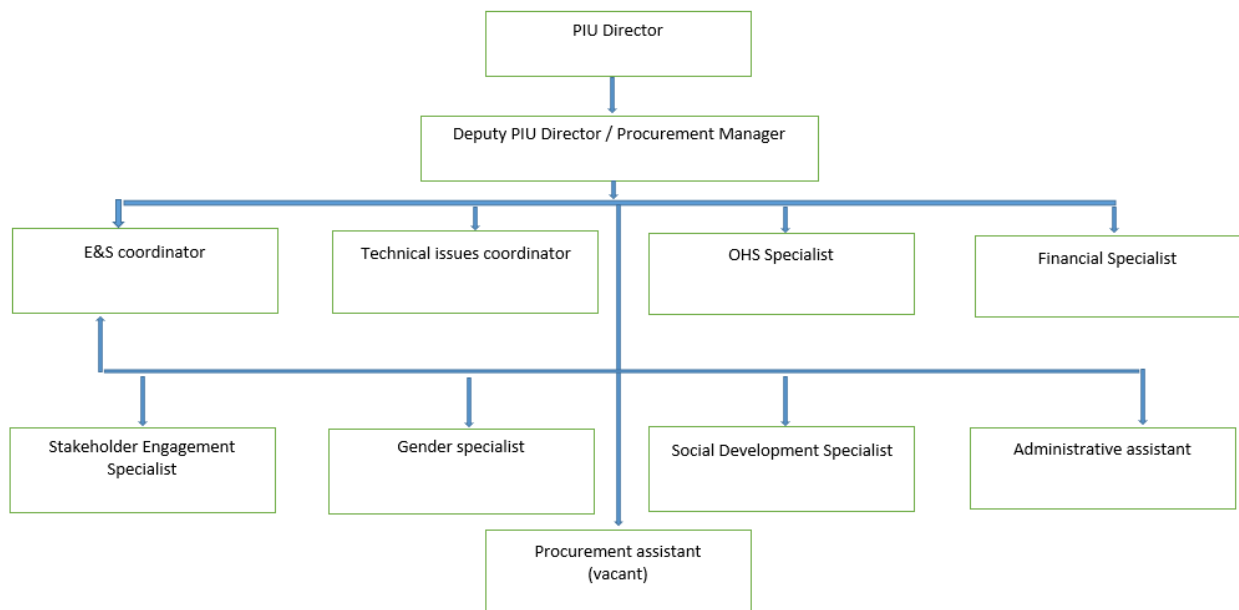 PIU Director
Deputy PIU Director / Procurement Manager
E&S coordinator
Technical issues coordinator
OHS Specialist
Financial Specialist
Stakeholder Engagement
Specialist
Gender specialist
Social Development Specialist
Administrative assistant
Procurement assistant
(vacant)